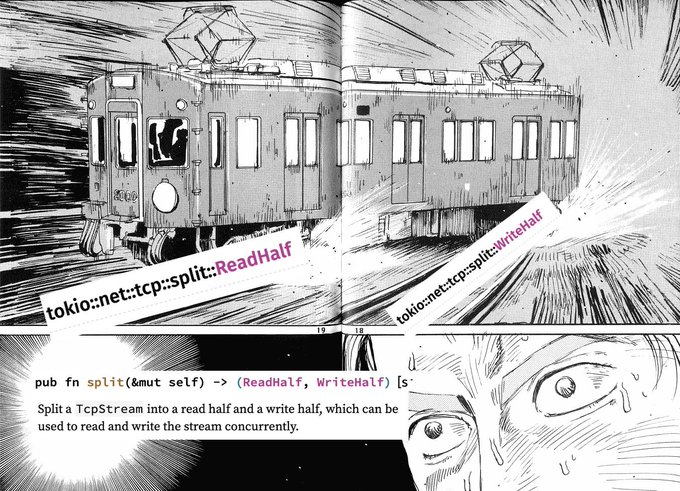 tokio::net::tcp::split::ReadHalf
tokio::net::tcp::split::WriteHalf
19 18
pub fn split(&mut self) -> (ReadHalf, WriteHalf) [s
Split a TcpStream into a read half and a write half, which can be
used to read and write the stream concurrently.